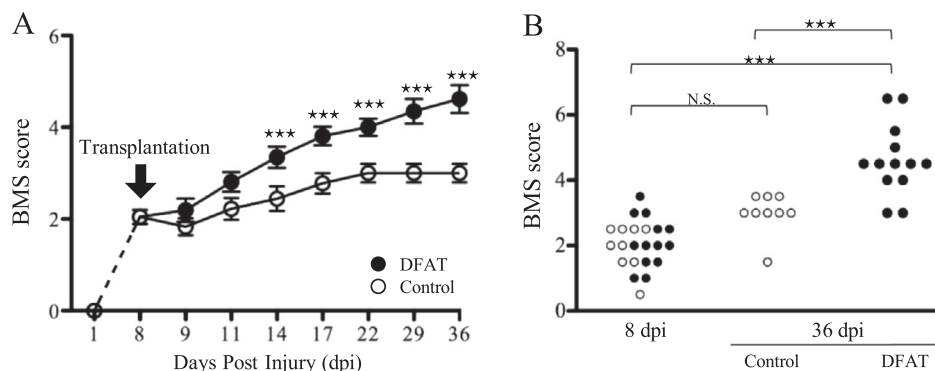 A
BMS score
6
4
2
0
Transplantation
*** *** *** *** ***
DFAT
Control
1 8 9 11 14 17 22 29 36
Days Post Injury (dpi)
B
BMS score
8
6
4
2
0
***
***
N.S.
8 dpi 36 dpi
Control DFAT